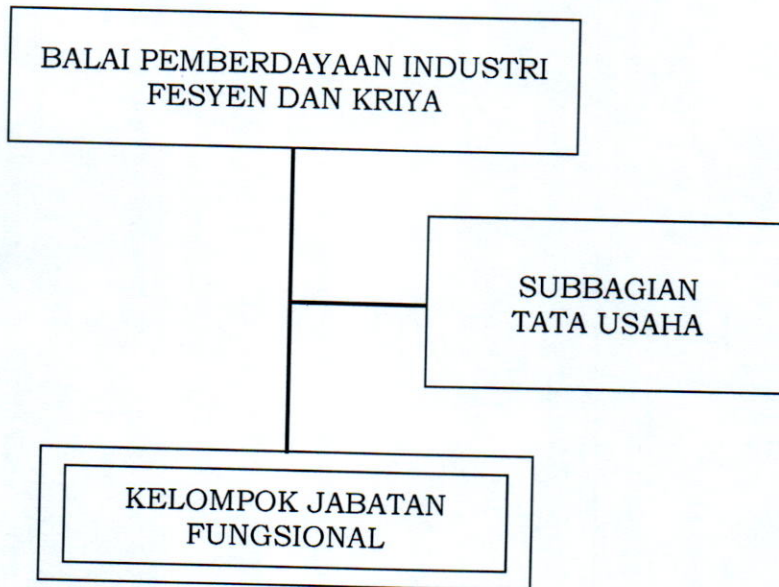 BALAI PEMBERDAYAAN INDUSTRI
FESYEN DAN KRIYA
SUBBAGIAN
TATA USAHA
KELOMPOK JABATAN
FUNGSIONAL